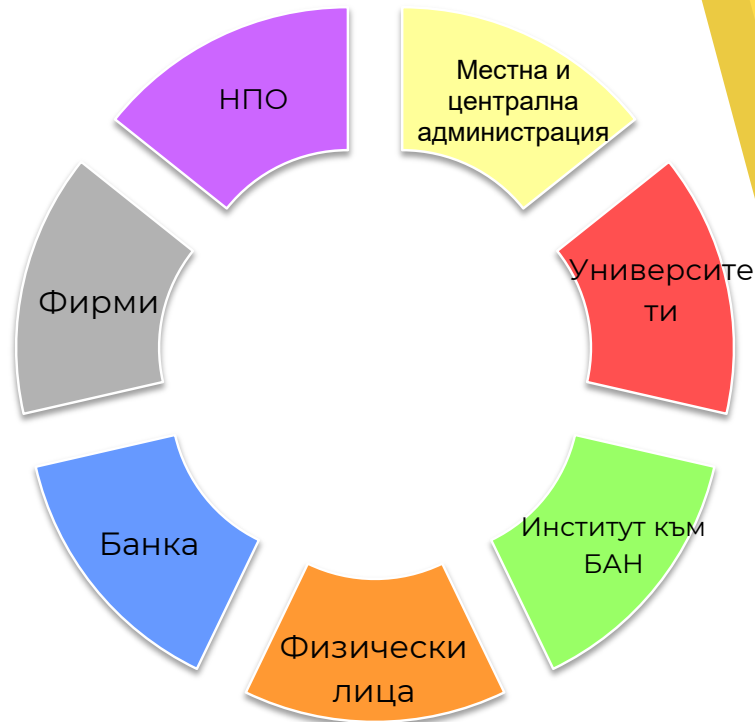 НПО
Местна и
централна
администрация
Университе
ти
Институт към
БАН
Физически
лица
Банка
Фирми